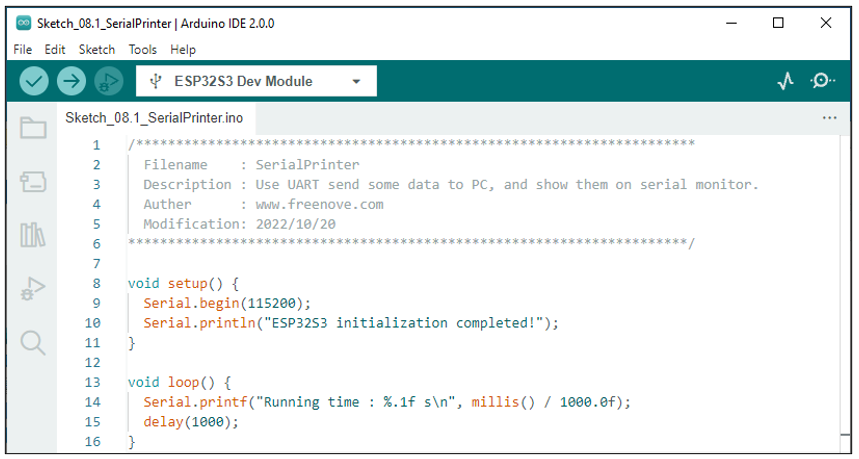 Sketch_08.1_SerialPrinter | Arduino IDE 2.0.0
File Edit Sketch Tools Help
ESP32S3 Dev Module
Sketch_08.1_SerialPrinter.ino
1 /**********************************************************************
2   Filename    : SerialPrinter
3   Description : Use UART send some data to PC, and show them on serial monitor.
4   Auther      : www.freenove.com
5   Modification: 2022/10/20
6 **********************************************************************/
7
8 void setup() {
9   Serial.begin(115200);
10   Serial.println("ESP32S3 initialization completed!");
11 }
12
13 void loop() {
14   Serial.printf("Running time : %.1f s\n", millis() / 1000.0f);
15   delay(1000);
16 }